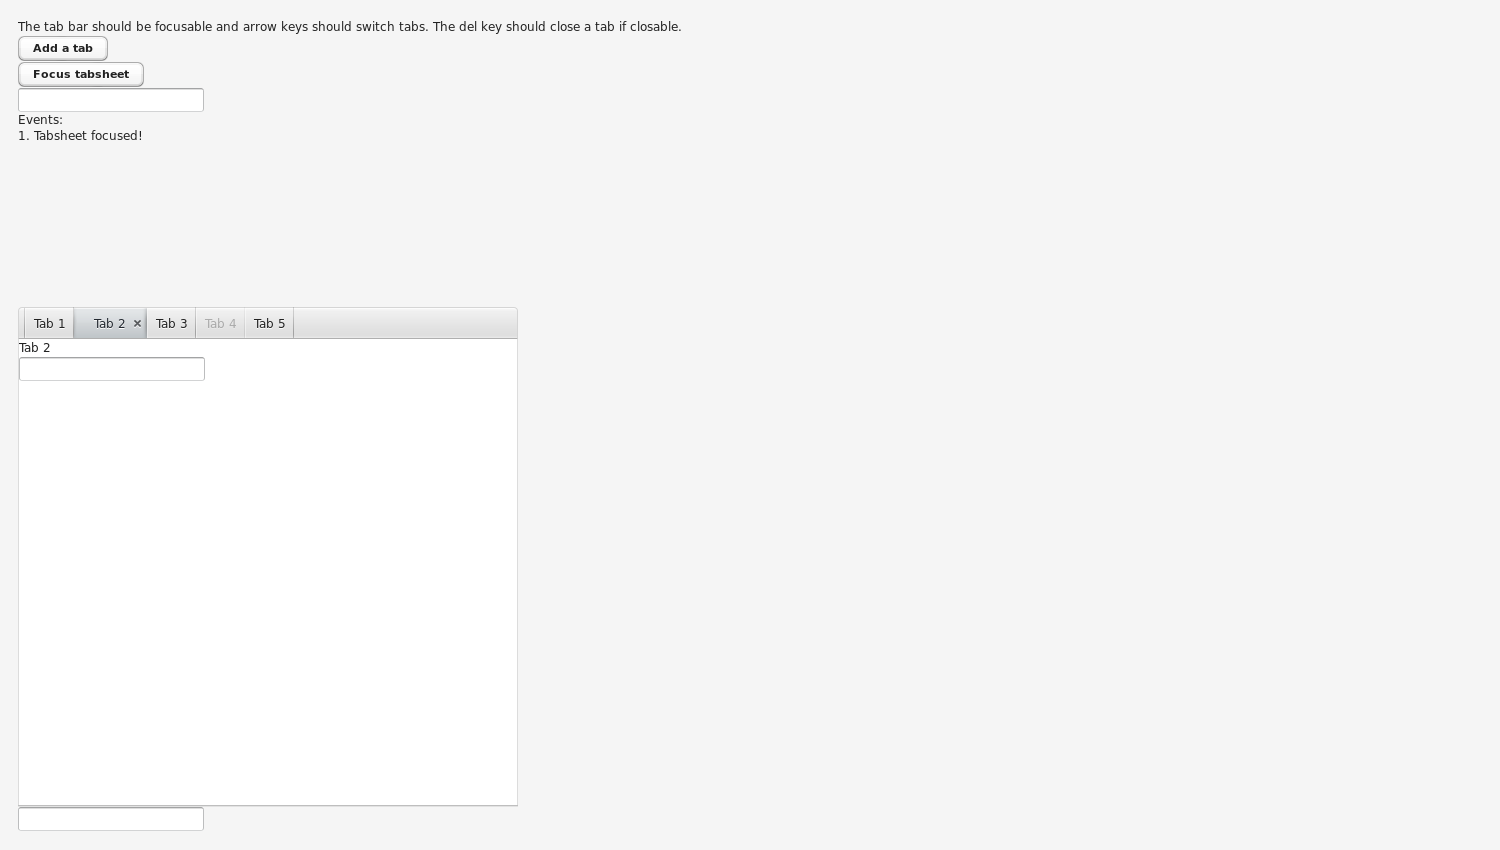 The tab bar should be focusable and arrow keys should switch tabs. The del key should close a tab if closable.
Add a tab
Focus tabsheet
Events:
1. Tabsheet focused!
Tab 1 Tab 2 × Tab 3 Tab 4 Tab 5
Tab 2